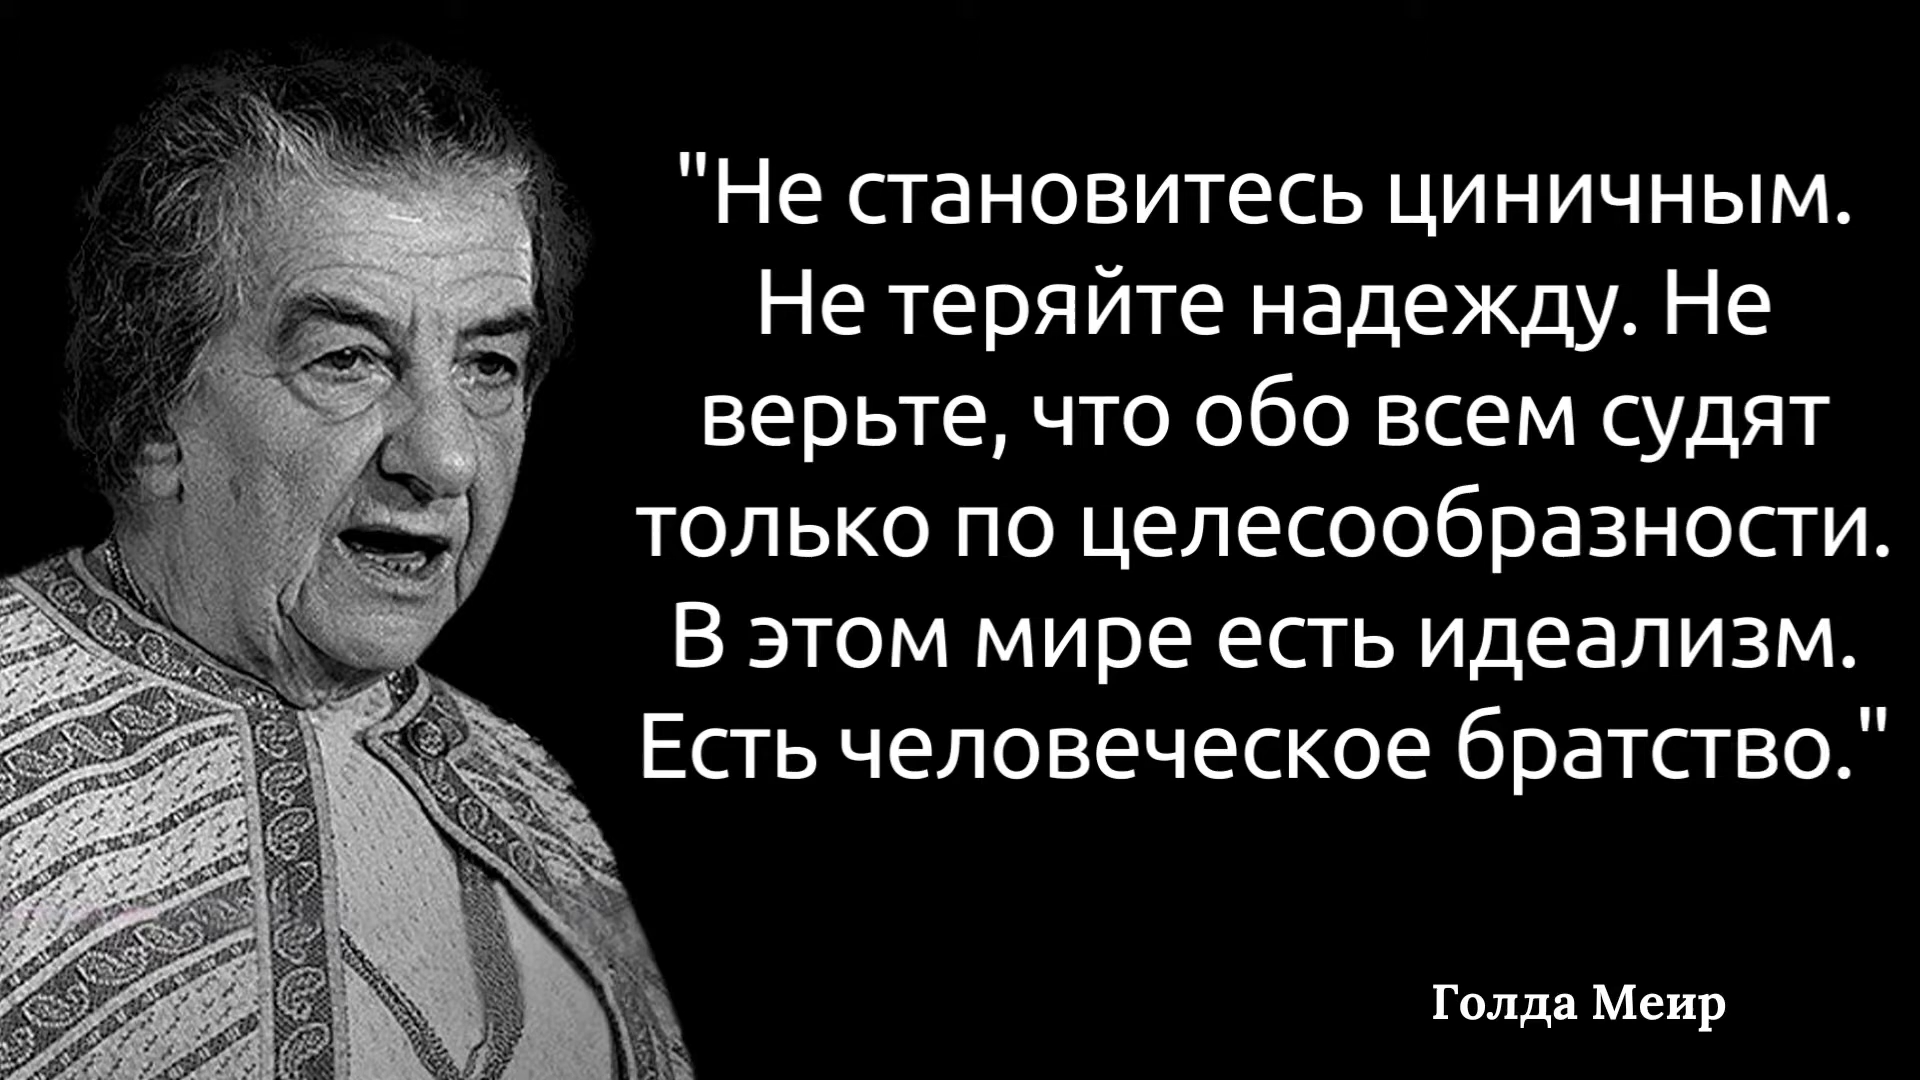 "Не становитесь циничным.
Не теряйте надежду. Не
верьте, что обо всем судят
только по целесообразности.
В этом мире есть идеализм.
Есть человеческое братство."
Голда Меир